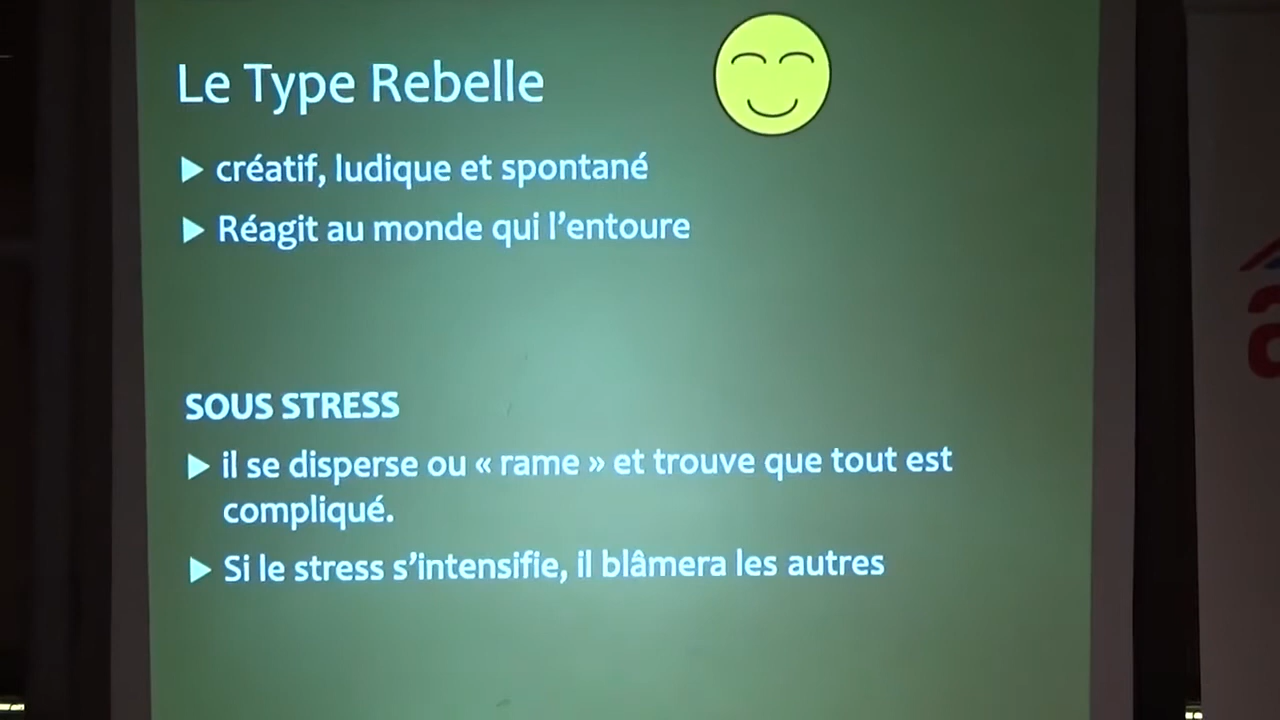 Le Type Rebelle
créatif, ludique et spontané
Réagit au monde qui l’entoure
SOUS STRESS
il se disperse ou « rame » et trouve que tout est
compliqué.
Si le stress s’intensifie, il blâmera les autres